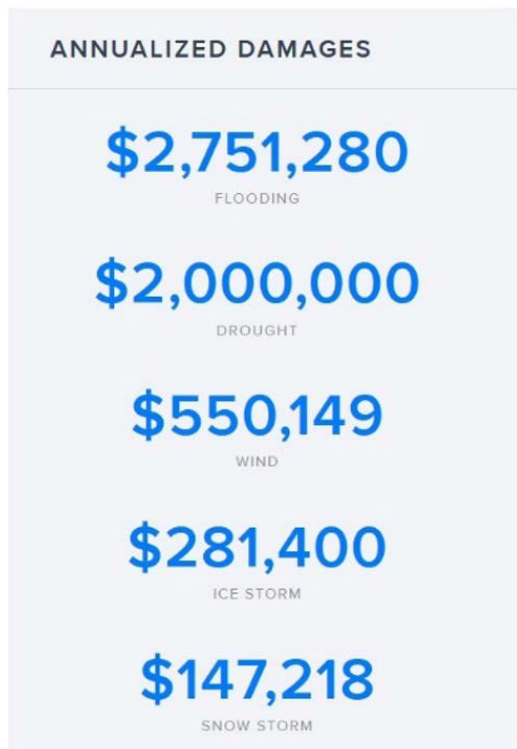 ANNUALIZED DAMAGES
$2,751,280
FLOODING
$2,000,000
DROUGHT
$550,149
WIND
$281,400
ICE STORM
$147,218
SNOW STORM